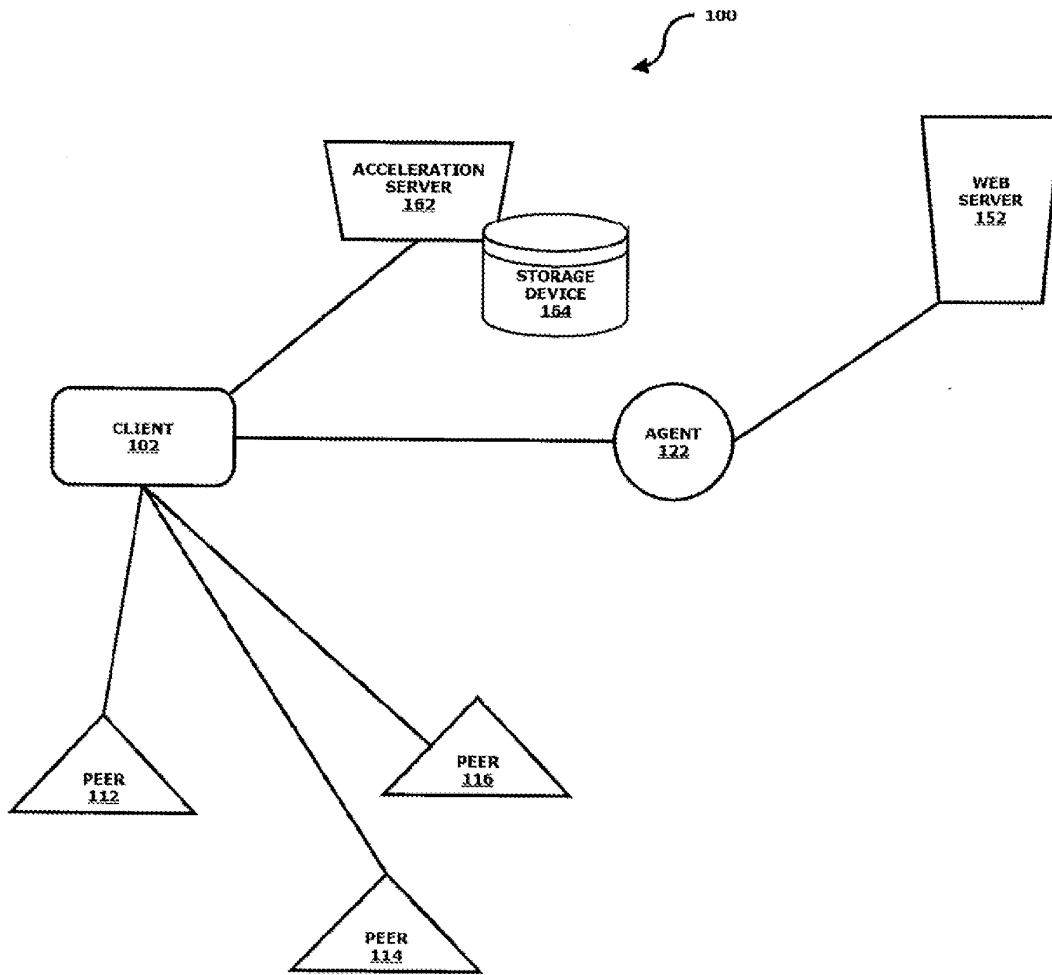 100
ACCELERATION
SERVER
162
WEB
SERVER
152
STORAGE
DEVICE
164
CLIENT
102
AGENT
122
PEER
112
PEER
116
PEER
114